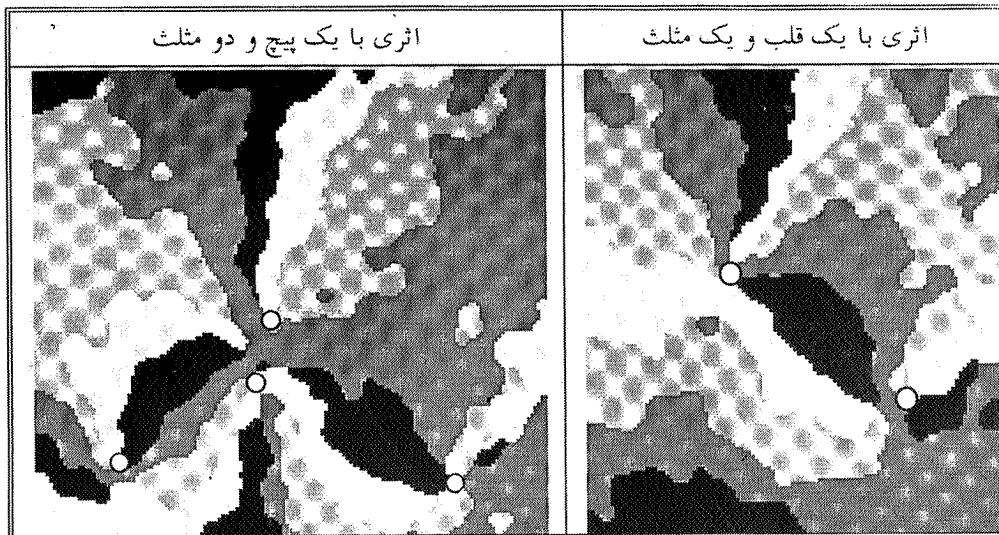 اثری با یک قلب و یک مثلث
اثری با یک پیچ و دو مثلث